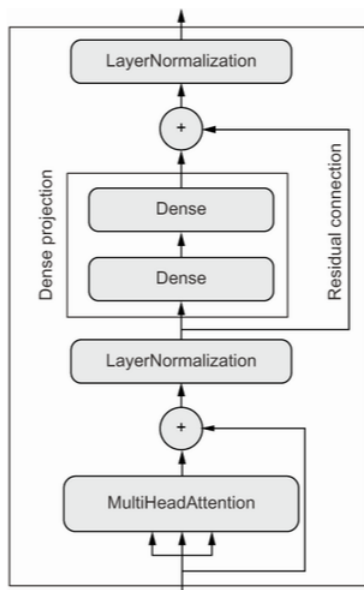 LayerNormalization
+
Dense projection
Dense
Dense
Residual connection
LayerNormalization
+
MultiHeadAttention